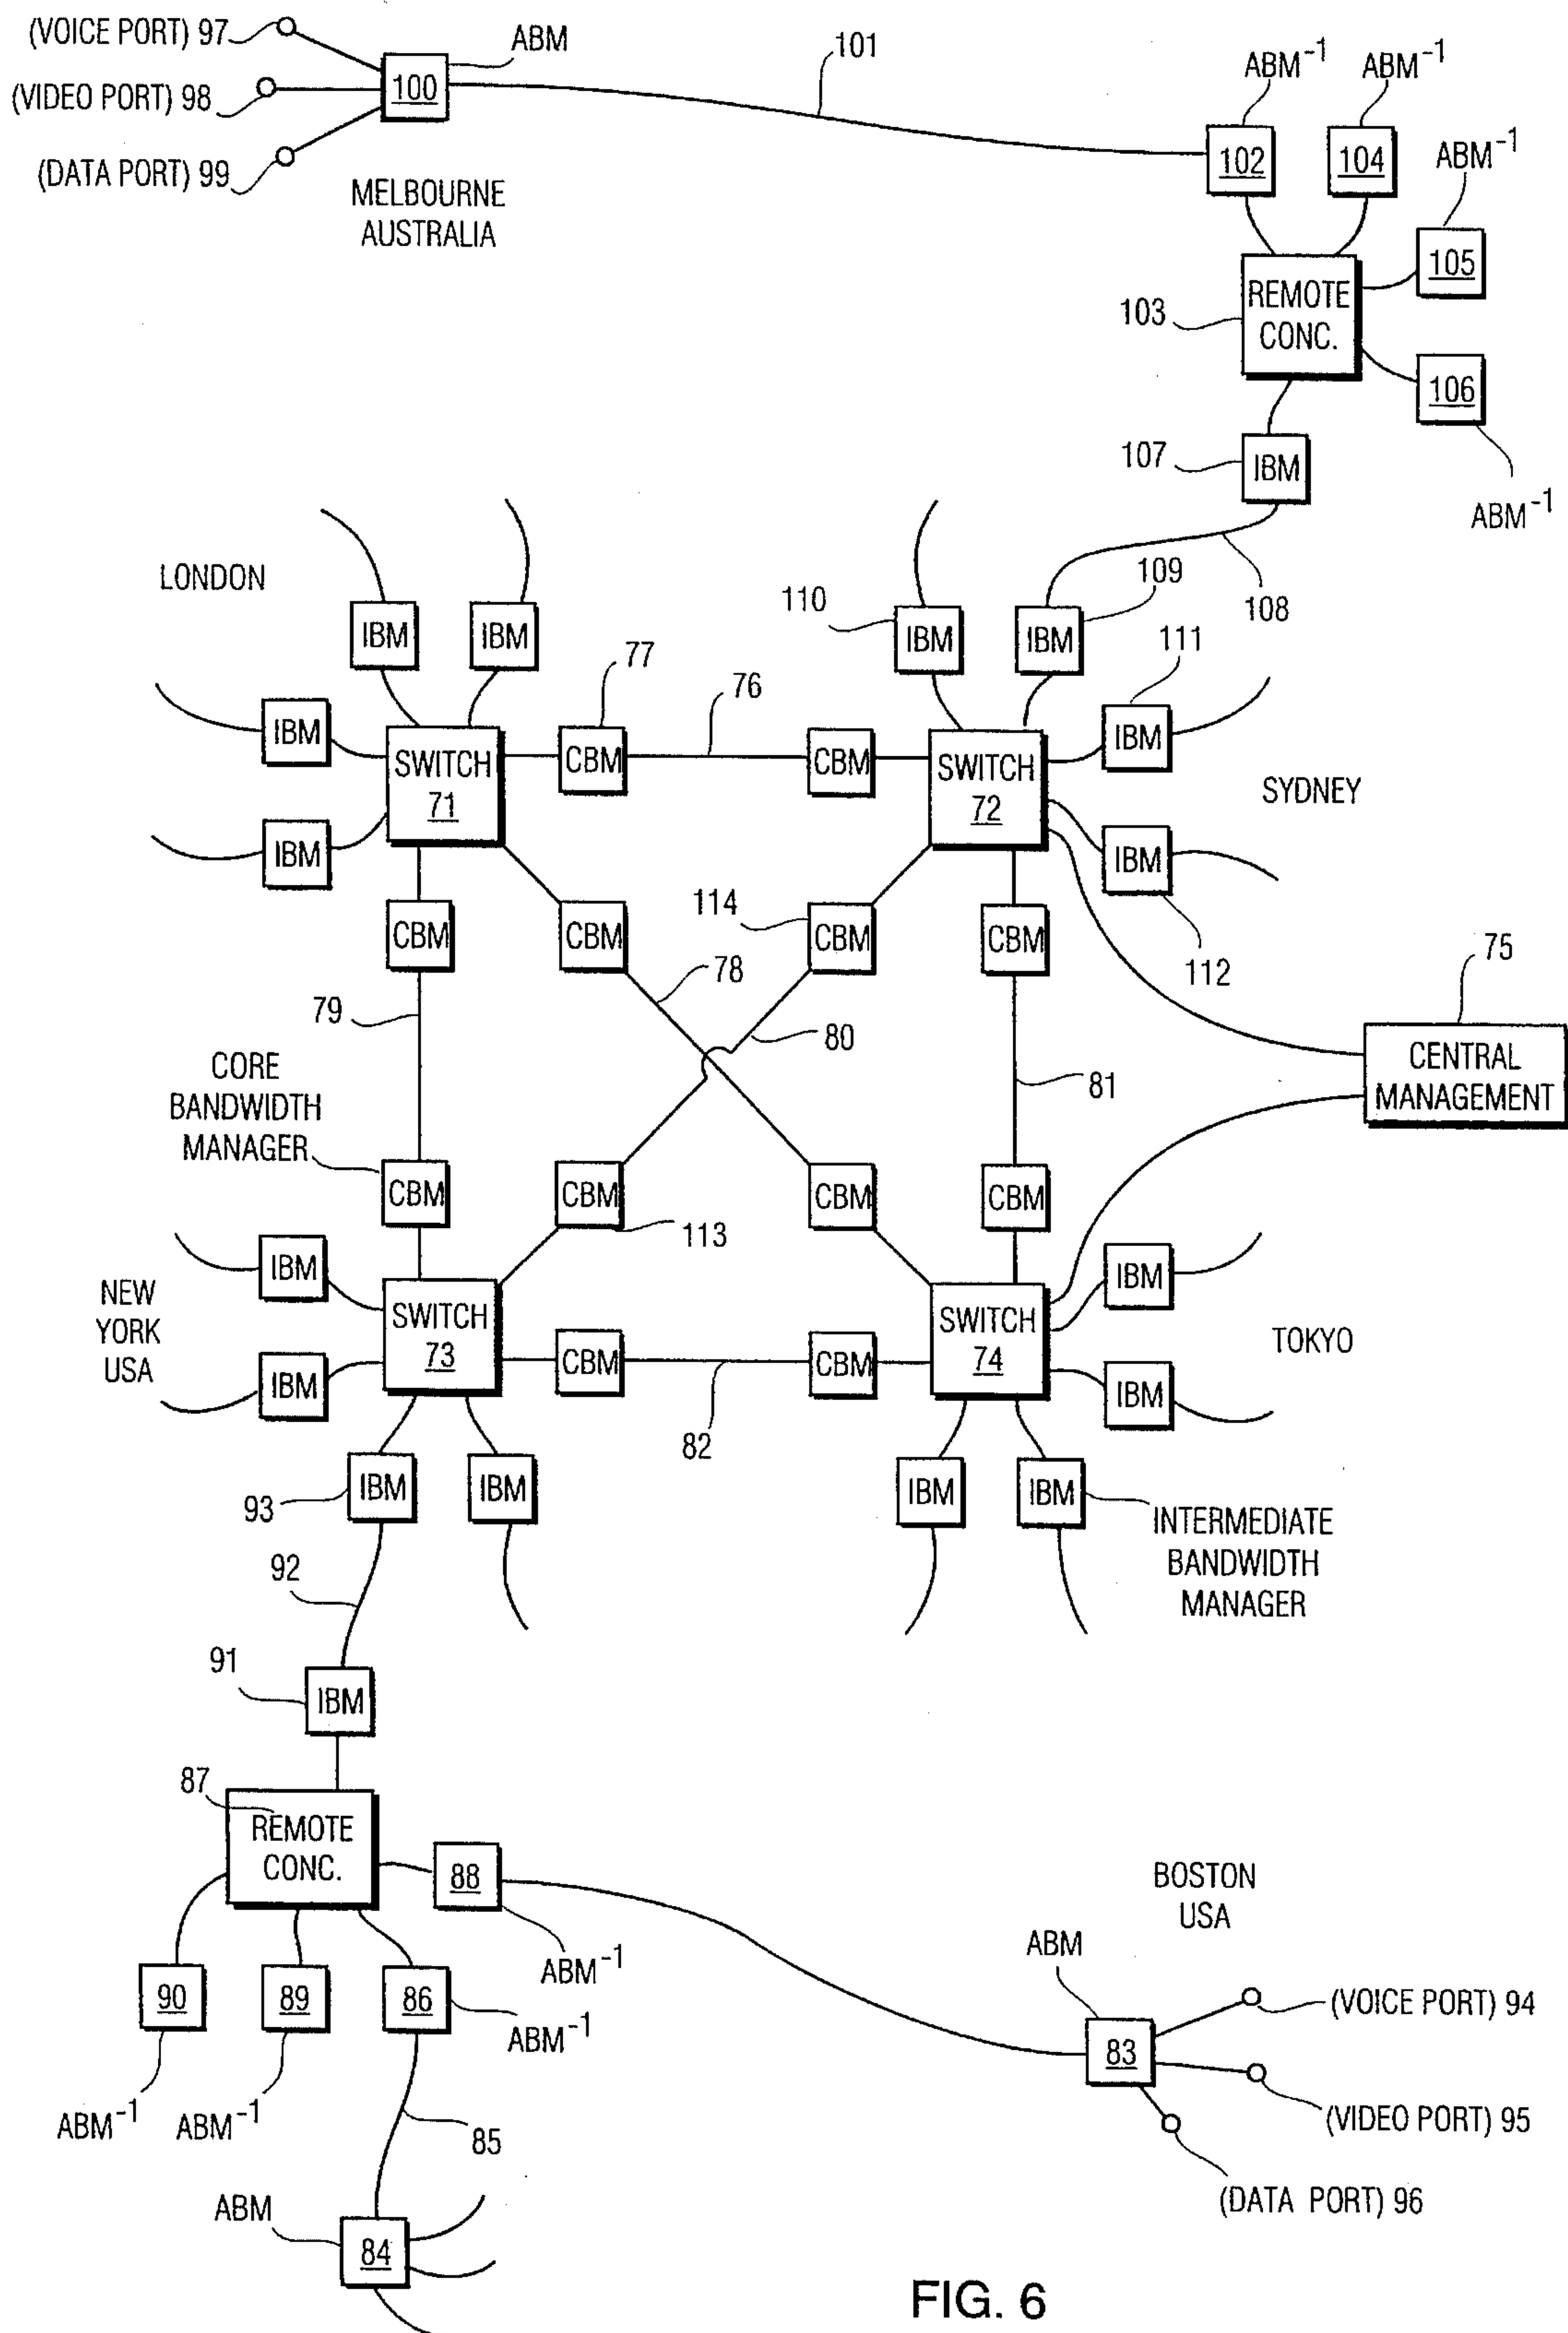 (VOICE PORT) 97
ABM
101
ABM⁻¹
ABM⁻¹
100
(VIDEO PORT) 98
(DATA PORT) 99
MELBOURNE
AUSTRALIA
102
104
ABM⁻¹
105
103
REMOTE
CONC.
106
ABM⁻¹
107
IBM
108
109
110
LONDON
IBM
IBM
IBM
IBM
111
77
76
IBM
SWITCH
71
CBM
CBM
SWITCH
72
IBM
SYDNEY
IBM
IBM
112
CBM
CBM
114
CBM
CBM
75
78
79
80
81
CENTRAL
MANAGEMENT
CORE
BANDWIDTH
MANAGER
CBM
CBM
113
CBM
CBM
IBM
NEW
YORK
USA
SWITCH
73
SWITCH
74
IBM
TOKYO
IBM
CBM
CBM
IBM
82
93
IBM
IBM
IBM
IBM
INTERMEDIATE
BANDWIDTH
MANAGER
92
91
IBM
87
REMOTE
CONC.
88
ABM⁻¹
BOSTON
USA
ABM
90
89
86
ABM⁻¹
ABM⁻¹
ABM⁻¹
83
(VOICE PORT) 94
(VIDEO PORT) 95
(DATA PORT) 96
85
ABM
84
FIG. 6